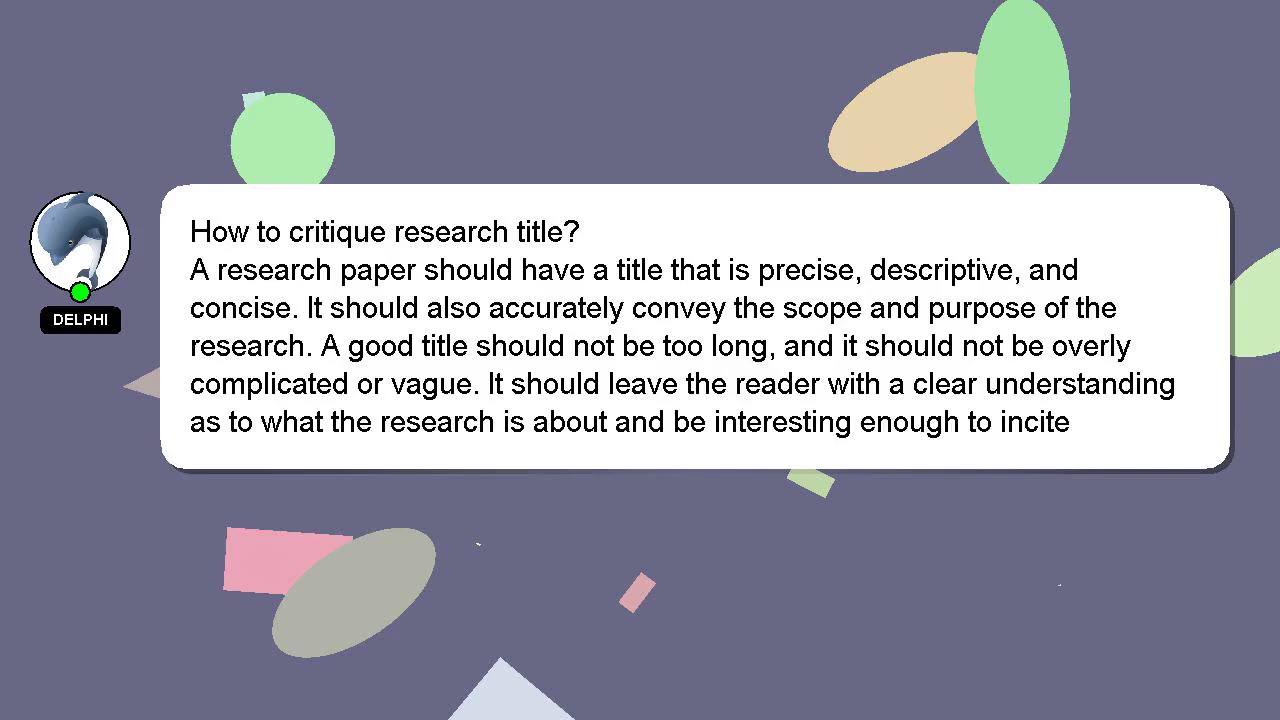 How to critique research title?
A research paper should have a title that is precise, descriptive, and
concise. It should also accurately convey the scope and purpose of the
research. A good title should not be too long, and it should not be overly
complicated or vague. It should leave the reader with a clear understanding
as to what the research is about and be interesting enough to incite
DELPHI